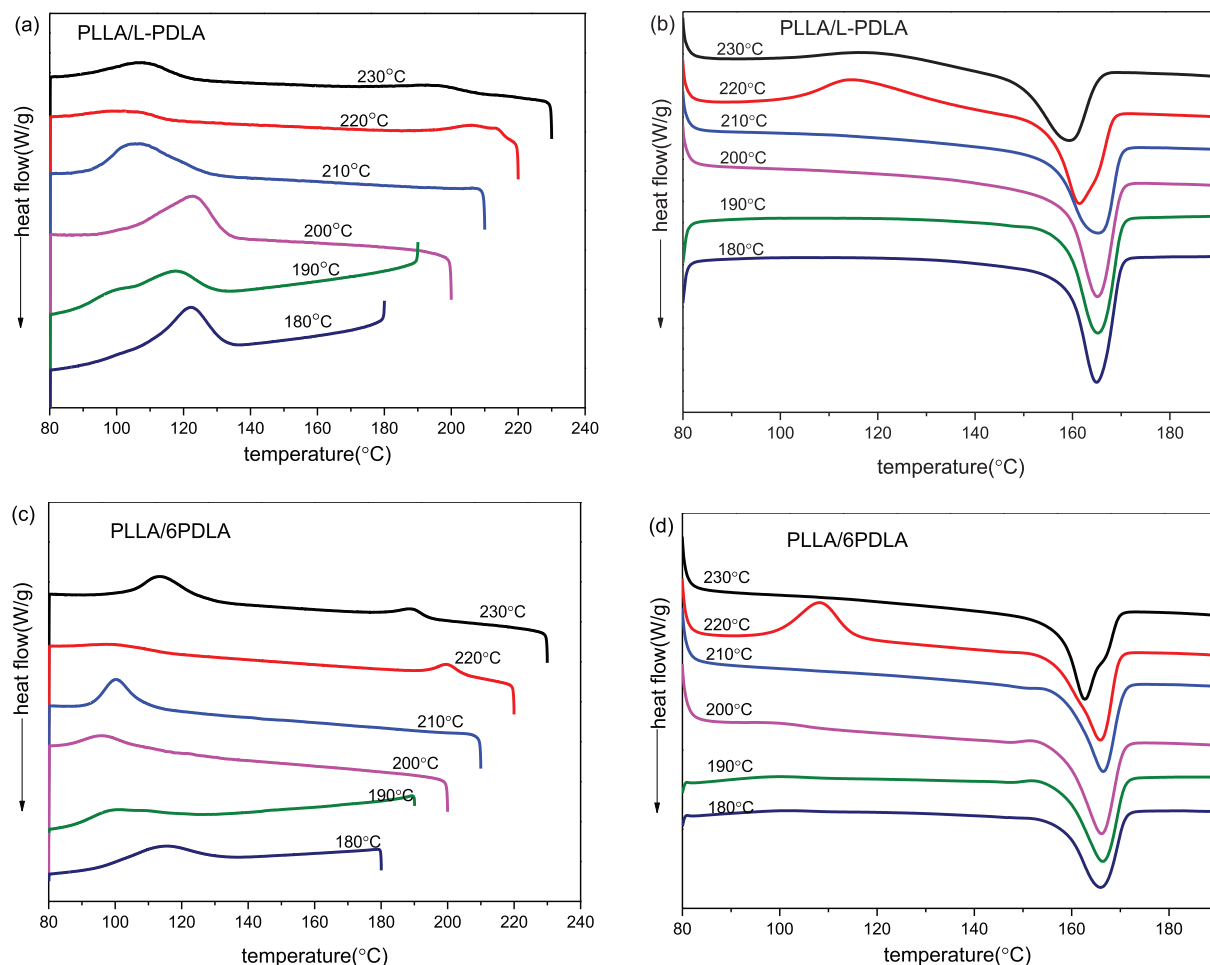 (a)
PLLA/L-PDLA
230°C
220°C
210°C
200°C
190°C
180°C
heat flow(W/g)
80 100 120 140 160 180 200 220 240
temperature(°C)
(b)
PLLA/L-PDLA
230°C
220°C
210°C
200°C
190°C
180°C
heat flow(W/g)
80 100 120 140 160 180
temperature(°C)
(c)
PLLA/6PDLA
230°C
220°C
210°C
200°C
190°C
180°C
heat flow(W/g)
80 100 120 140 160 180 200 220 240
temperature(°C)
(d)
PLLA/6PDLA
230°C
220°C
210°C
200°C
190°C
180°C
heat flow(W/g)
80 100 120 140 160 180
temperature(°C)